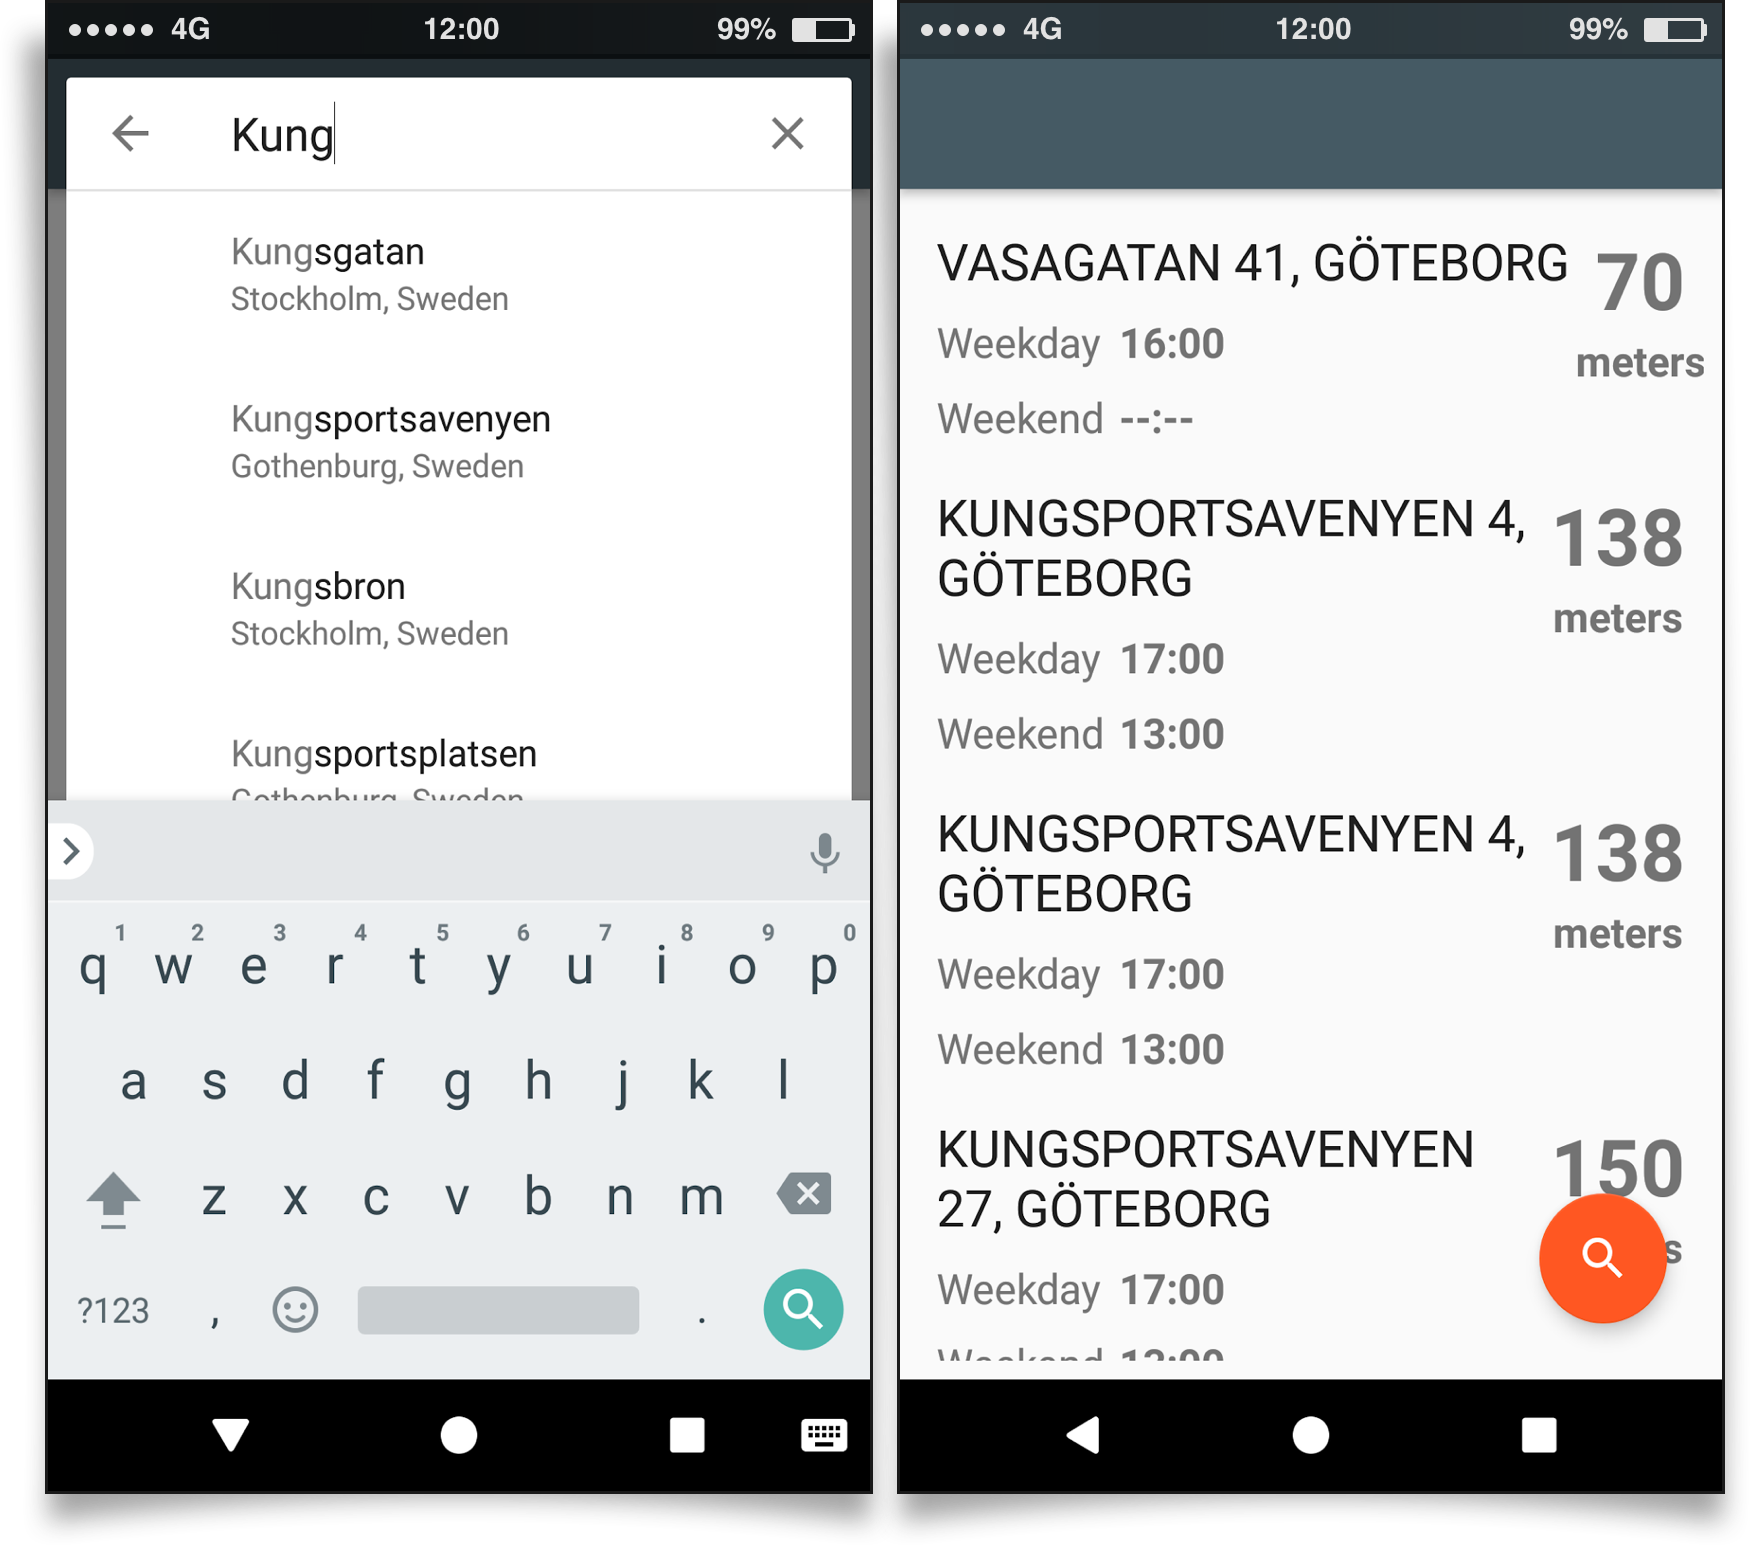 4G 12:00 99%
Kung
Kungsgatan
Stockholm, Sweden
Kungsportsavenyen
Gothenburg, Sweden
Kungsbron
Stockholm, Sweden
Kungsportsplatsen
Gothenburg, Sweden
1 2 3 4 5 6 7 8 9 0
q w e r t y u i o p
a s d f g h j k l
z x c v b n m
?123 , .
4G 12:00 99%
VASAGATAN 41, GÖTEBORG
70
meters
Weekday 16:00
Weekend --:--
KUNGSPORTSAVENYEN 4,
GÖTEBORG
138
meters
Weekday 17:00
Weekend 13:00
KUNGSPORTSAVENYEN 4,
GÖTEBORG
138
meters
Weekday 17:00
Weekend 13:00
KUNGSPORTSAVENYEN
27, GÖTEBORG
150
Weekday 17:00
Weekend